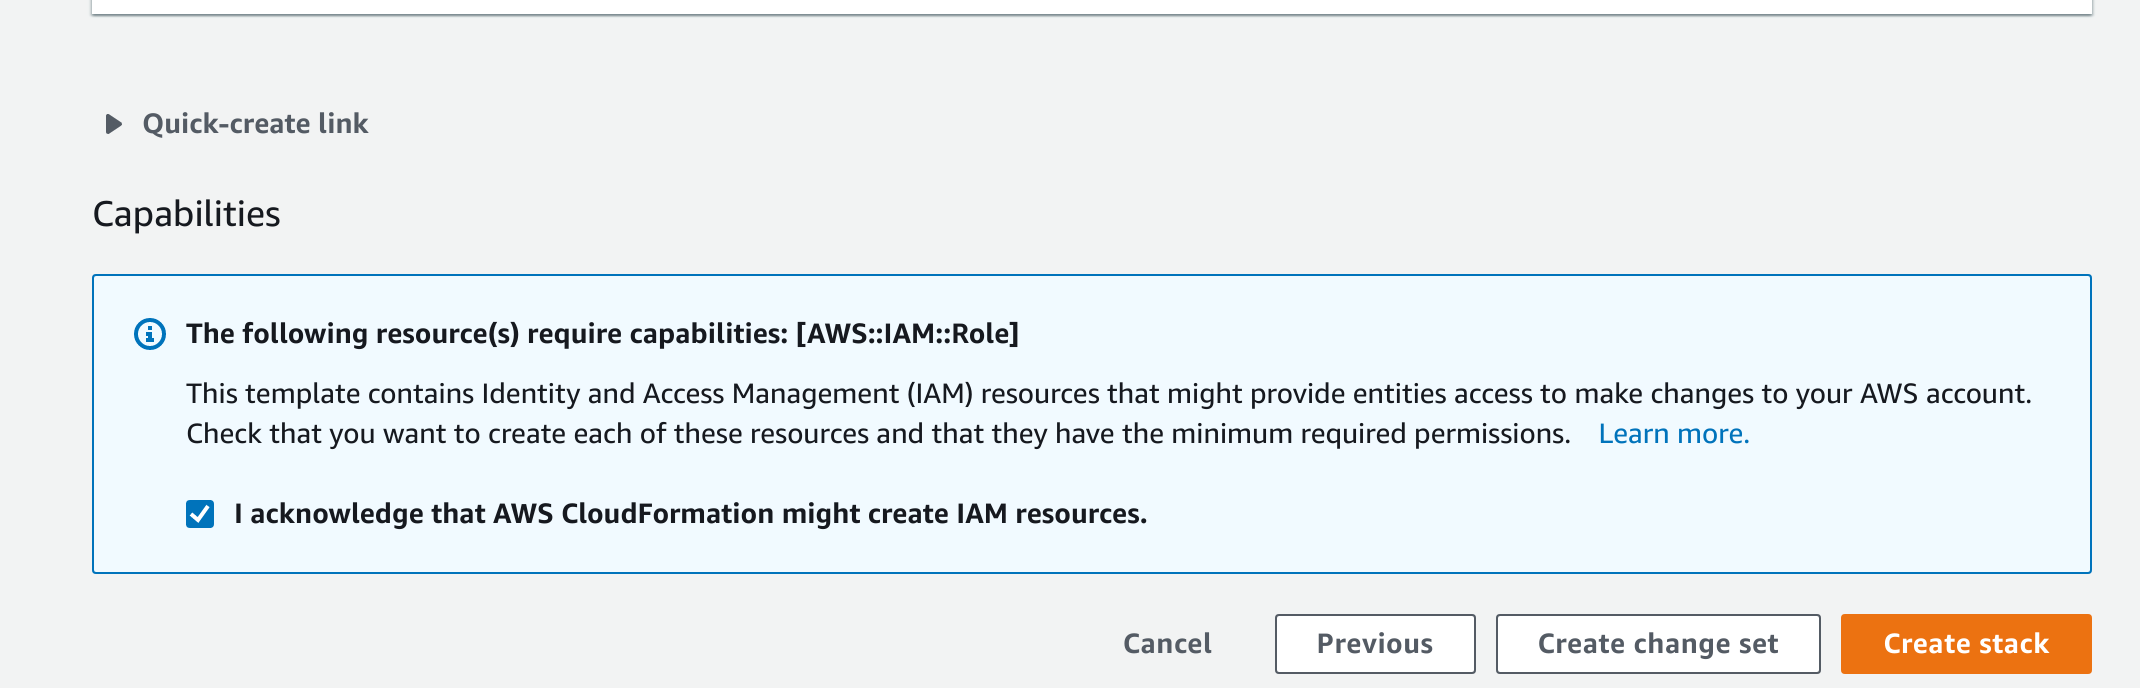 Quick-create link
Capabilities
The following resource(s) require capabilities: [AWS::IAM::Role]
This template contains Identity and Access Management (IAM) resources that might provide entities access to make changes to your AWS account.
Check that you want to create each of these resources and that they have the minimum required permissions. Learn more.
I acknowledge that AWS CloudFormation might create IAM resources.
Cancel Previous Create change set Create stack